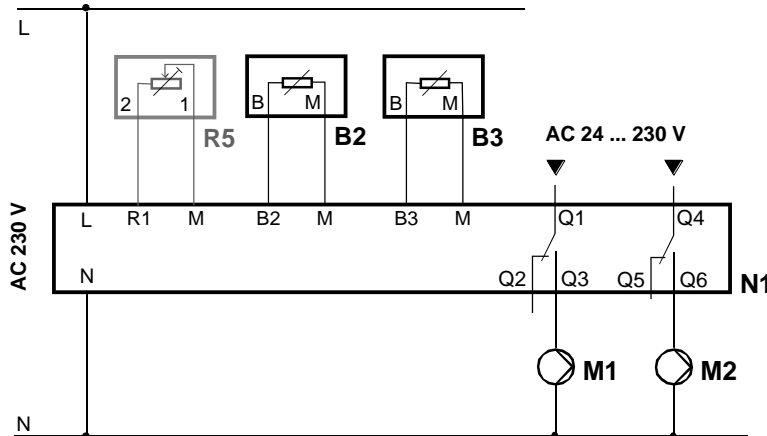 L
2 1
R5
B M
B2
B M
B3
AC 24 ... 230 V
AC 230 V
L R1 M B2 M B3 M Q1 Q4
N
Q2 Q3 Q5 Q6
N1
M1 M2
N